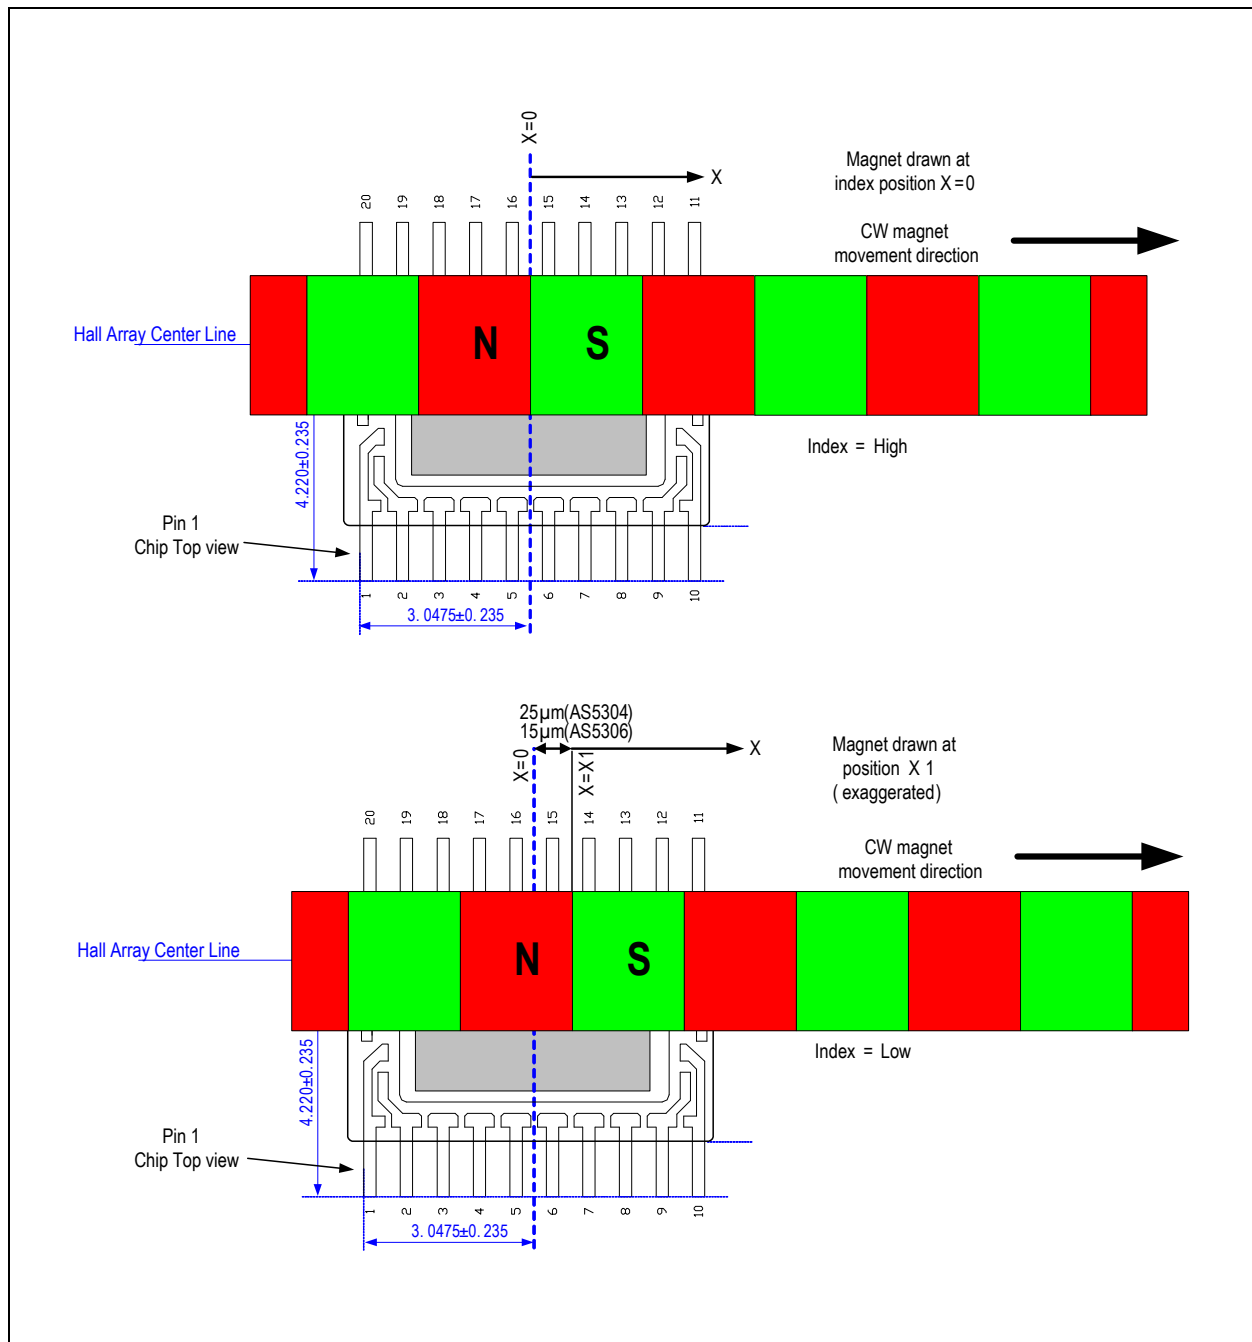 X=0
X
Magnet drawn at
index position X=0
CW magnet
movement direction
20 19 18 17 16 15 14 13 12 11
Hall Array Center Line
N S
Index = High
4.220±0.235
Pin 1
Chip Top view
1 2 3 4 5 6 7 8 9 10
3.0475±0.235
25µm(AS5304)
15µm(AS5306)
X=0
X=X1
X
Magnet drawn at
position X 1
( exaggerated)
CW magnet
movement direction
20 19 18 17 16 15 14 13 12 11
Hall Array Center Line
N S
Index = Low
4.220±0.235
Pin 1
Chip Top view
1 2 3 4 5 6 7 8 9 10
3.0475±0.235